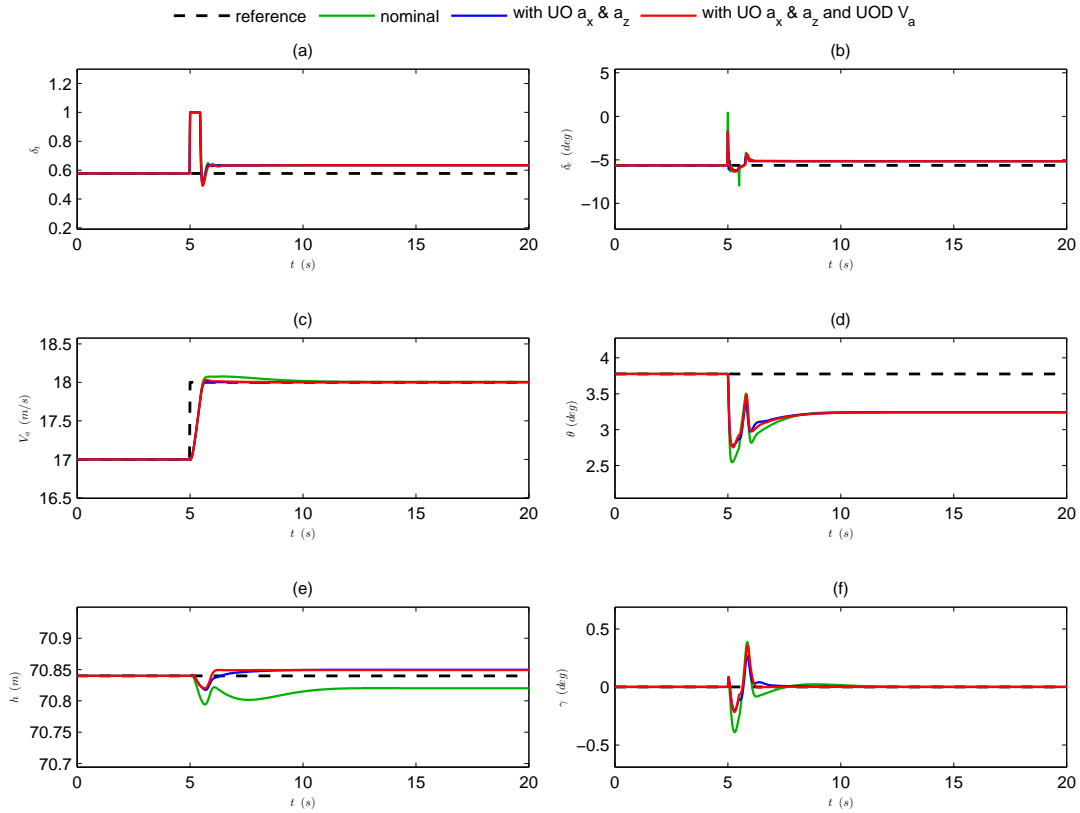 reference nominal with UO a_x & a_z with UO a_x & a_z and UOD V_a
(a)
1.2
1
0.8
0.6
0.4
0.2
δ_t
0 5 10 15 20
t (s)
(b)
5
0
−5
−10
δ_e (deg)
0 5 10 15 20
t (s)
(c)
18.5
18
17.5
17
16.5
V_a (m/s)
0 5 10 15 20
t (s)
(d)
4
3.5
3
2.5
θ (deg)
0 5 10 15 20
t (s)
(e)
70.9
70.85
70.8
70.75
70.7
h (m)
0 5 10 15 20
t (s)
(f)
0.5
0
−0.5
γ (deg)
0 5 10 15 20
t (s)